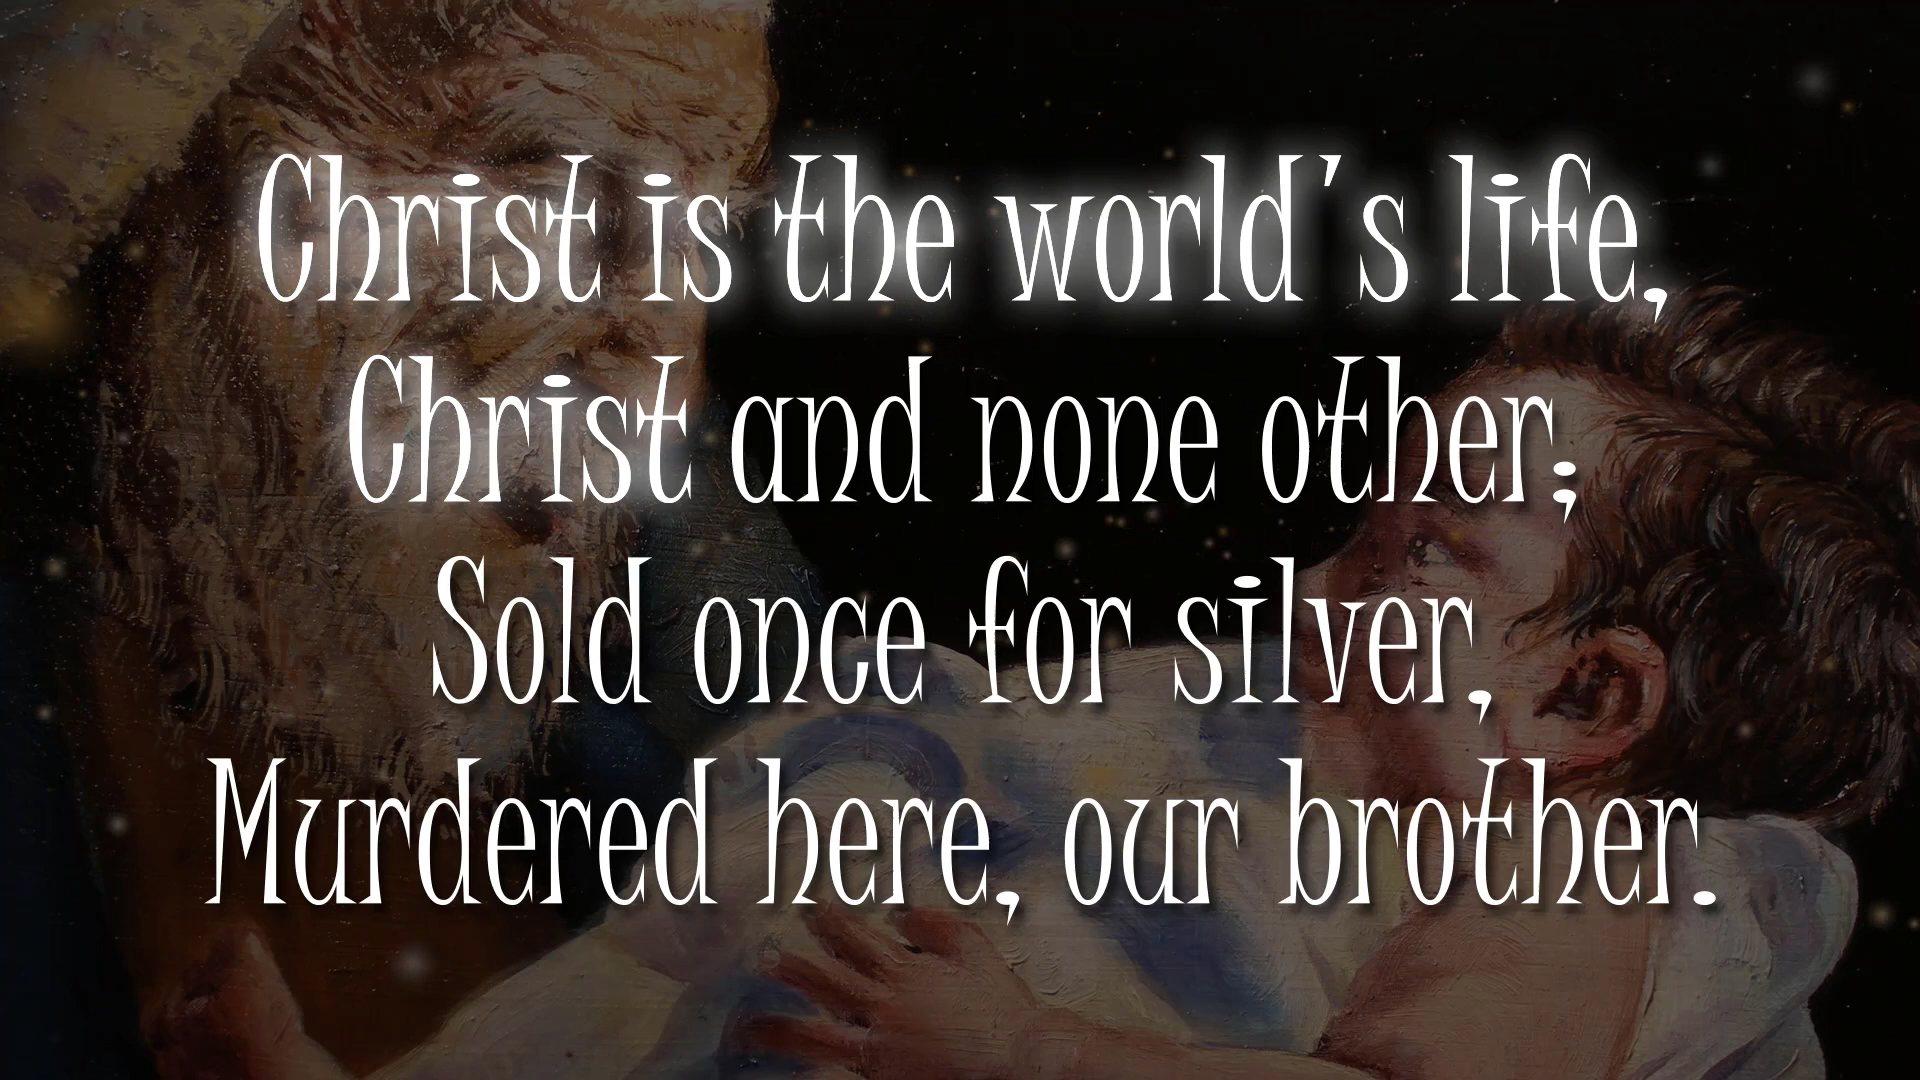 Christ is the world's life,
Christ and none other;
Sold once for silver,
Murdered here, our brother.